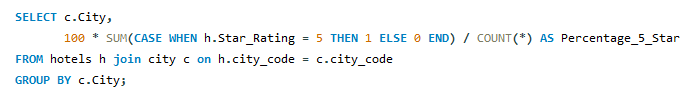 SELECT c.City,
100 * SUM(CASE WHEN h.Star_Rating = 5 THEN 1 ELSE 0 END) / COUNT(*) AS Percentage_5_Star
FROM hotels h join city c on h.city_code = c.city_code
GROUP BY c.City;